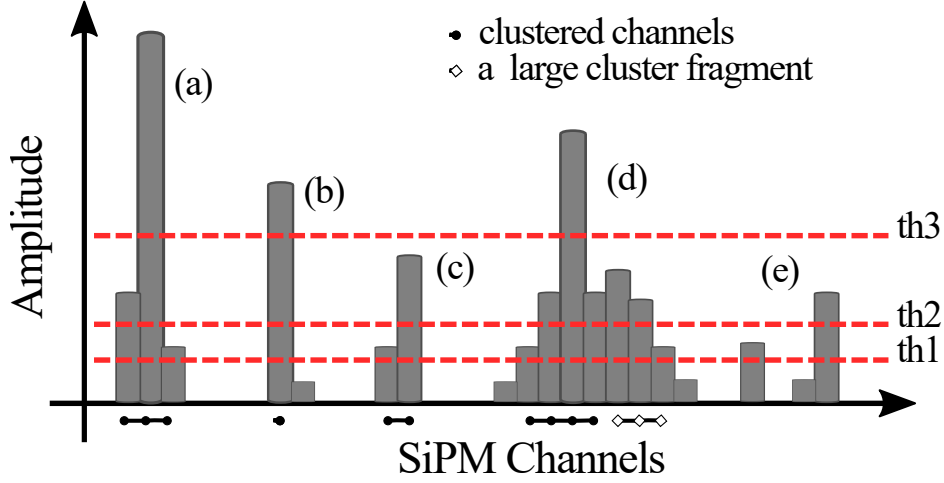 clustered channels
a large cluster fragment
(a)
(b)
(c)
(d)
(e)
th3
th2
th1
Amplitude
SiPM Channels